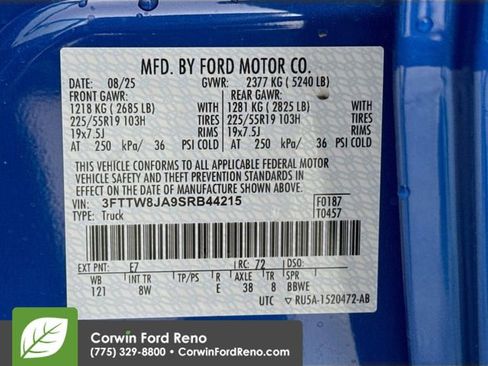 MFD. BY FORD MOTOR CO.
DATE: 08/25 GVWR: 2377 KG ( 5240 LB)
FRONT GAWR: REAR GAWR:
1218 KG ( 2685 LB) WITH 1281 KG ( 2825 LB) WITH
225/55R19 103H TIRES 225/55R19 103H TIRES
19x7.5J RIMS 19x7.5J RIMS
AT 250 kPa/ 36 PSI COLD AT 250 kPa/ 36 PSI COLD
THIS VEHICLE CONFORMS TO ALL APPLICABLE FEDERAL MOTOR
VEHICLE SAFETY AND THEFT PREVENTION STANDARDS
IN EFFECT ON THE DATE OF MANUFACTURE SHOWN ABOVE.
VIN: 3FTTW8JA9SRB44215 F0187
TYPE: Truck T0457
EXT PNT: E7 RC: 72 DSO:
WB INT TR TP/PS R AXLE TR SPR
121 8W E 38 8 BBWE
UTC ▽ RU5A-1520472-AB
Corwin Ford Reno
(775) 329-8800 • CorwinFordReno.com